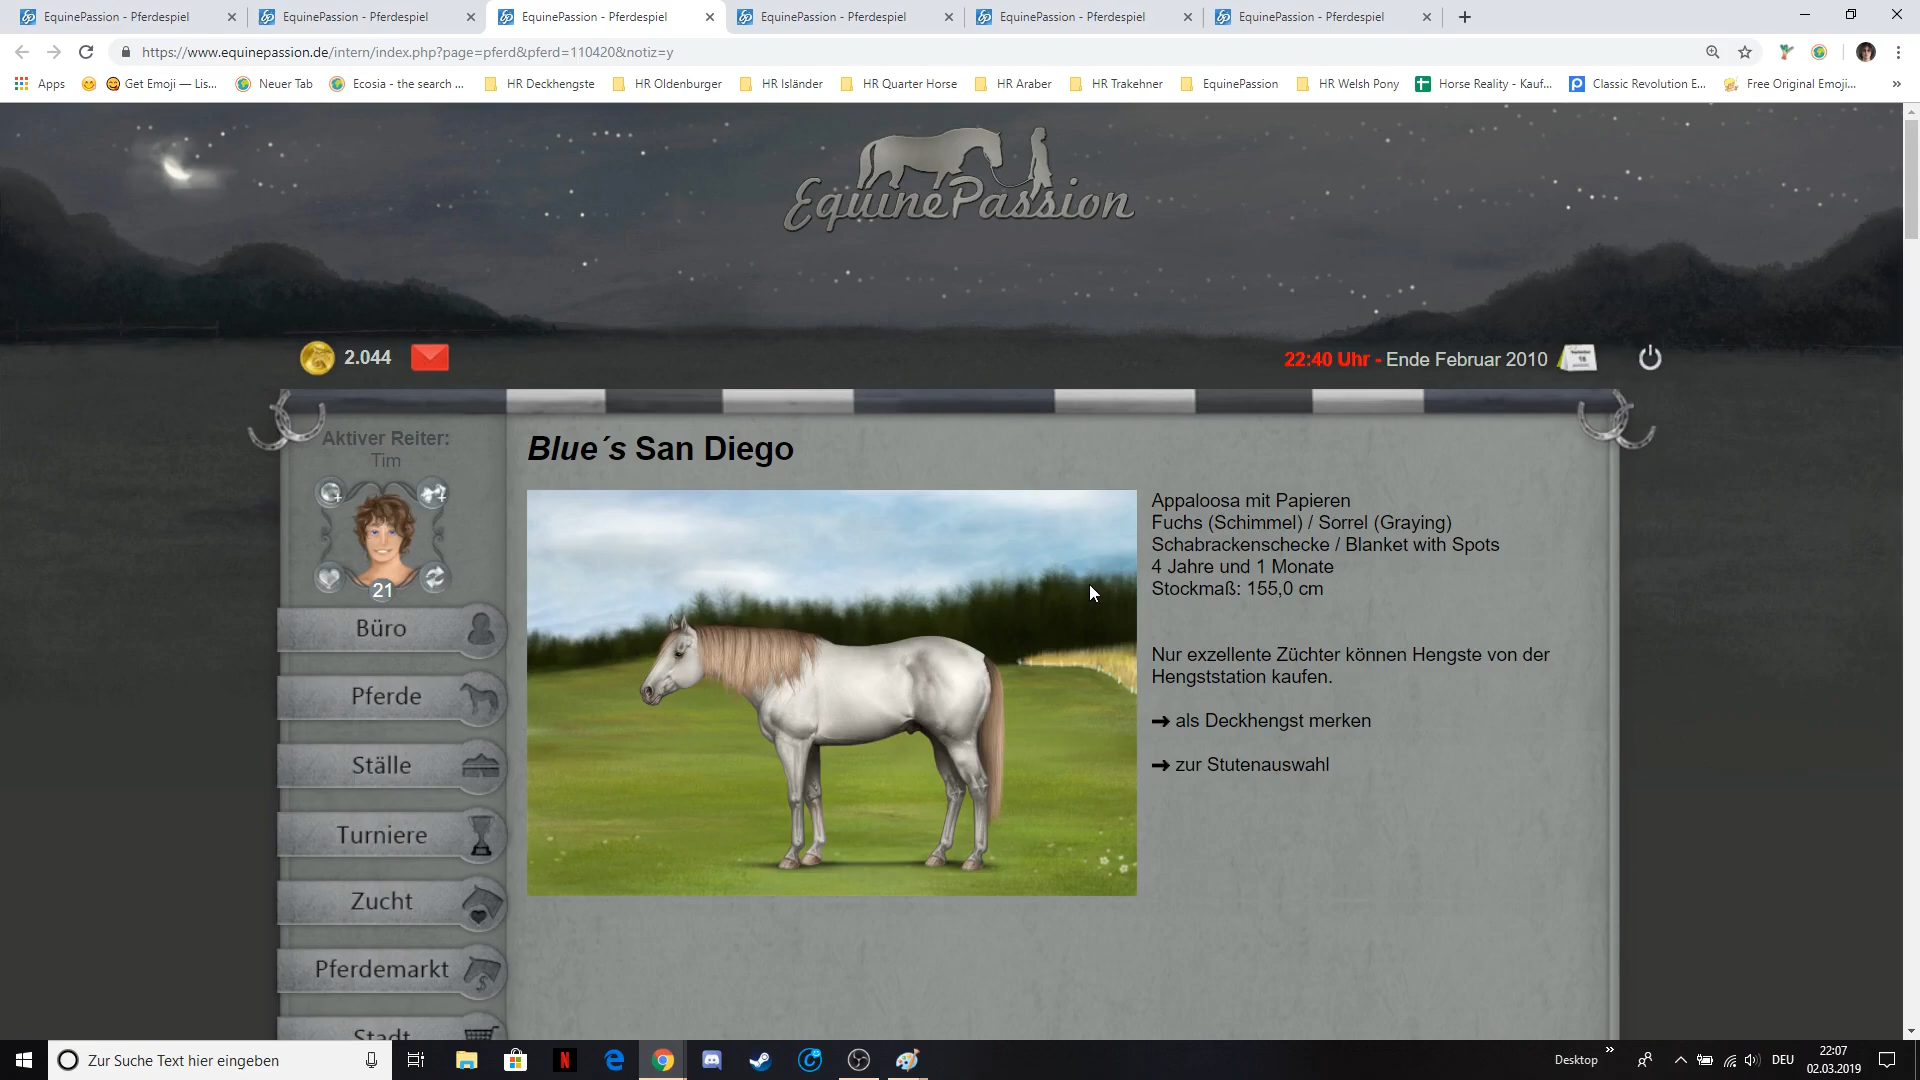 EquinePassion - Pferdespiel
EquinePassion - Pferdespiel
EquinePassion - Pferdespiel
EquinePassion - Pferdespiel
EquinePassion - Pferdespiel
EquinePassion - Pferdespiel
https://www.equinepassion.de/intern/index.php?page=pferd&pferd=110420&notiz=y
Apps
Get Emoji — Lis...
Neuer Tab
Ecosia - the search ...
HR Deckhengste
HR Oldenburger
HR Isländer
HR Quarter Horse
HR Araber
HR Trakehner
EquinePassion
HR Welsh Pony
Horse Reality - Kauf...
Classic Revolution E...
Free Original Emoji...
»
EquinePassion
2.044
22:40 Uhr - Ende Februar 2010
Aktiver Reiter:
Tim
21
Büro
Pferde
Ställe
Turniere
Zucht
Pferdemarkt
Stadt
Blue´s San Diego
Appaloosa mit Papieren
Fuchs (Schimmel) / Sorrel (Graying)
Schabrackenschecke / Blanket with Spots
4 Jahre und 1 Monate
Stockmaß: 155,0 cm
Nur exzellente Züchter können Hengste von der
Hengststation kaufen.
➞ als Deckhengst merken
➞ zur Stutenauswahl
Zur Suche Text hier eingeben
Desktop »
DEU
22:07
02.03.2019